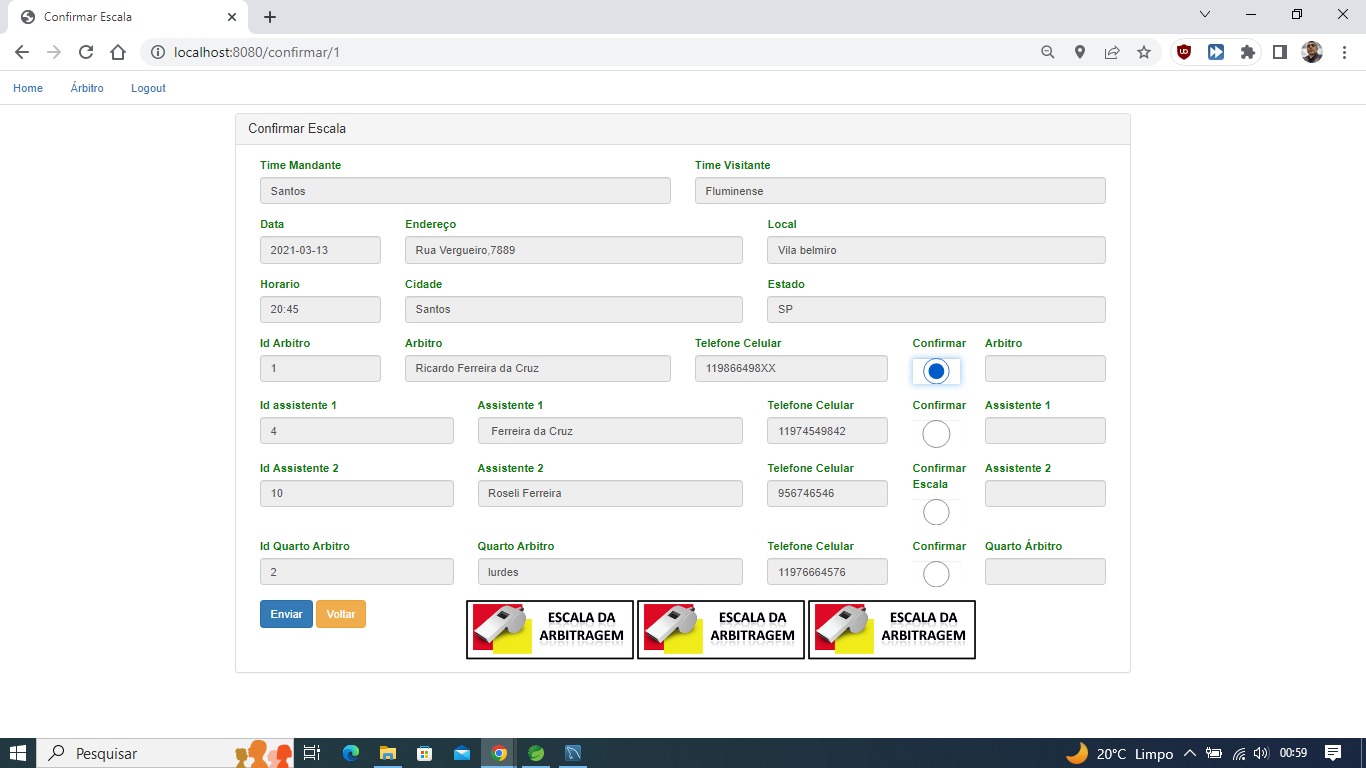 Confirmar Escala
localhost:8080/confirmar/1
Home Árbitro Logout
Confirmar Escala
Time Mandante Time Visitante
Santos Fluminense
Data Endereço Local
2021-03-13 Rua Vergueiro,7889 Vila belmiro
Horario Cidade Estado
20:45 Santos SP
Id Arbitro Arbitro Telefone Celular Confirmar Arbitro
1 Ricardo Ferreira da Cruz 119866498XX
Id assistente 1 Assistente 1 Telefone Celular Confirmar Assistente 1
4 Ferreira da Cruz 11974549842
Id Assistente 2 Assistente 2 Telefone Celular Confirmar Escala Assistente 2
10 Roseli Ferreira 956746546
Id Quarto Arbitro Quarto Arbitro Telefone Celular Confirmar Quarto Árbitro
2 lurdes 11976664576
Enviar Voltar
ESCALA DA ARBITRAGEM
ESCALA DA ARBITRAGEM
ESCALA DA ARBITRAGEM
Pesquisar 20°C Limpo 00:59